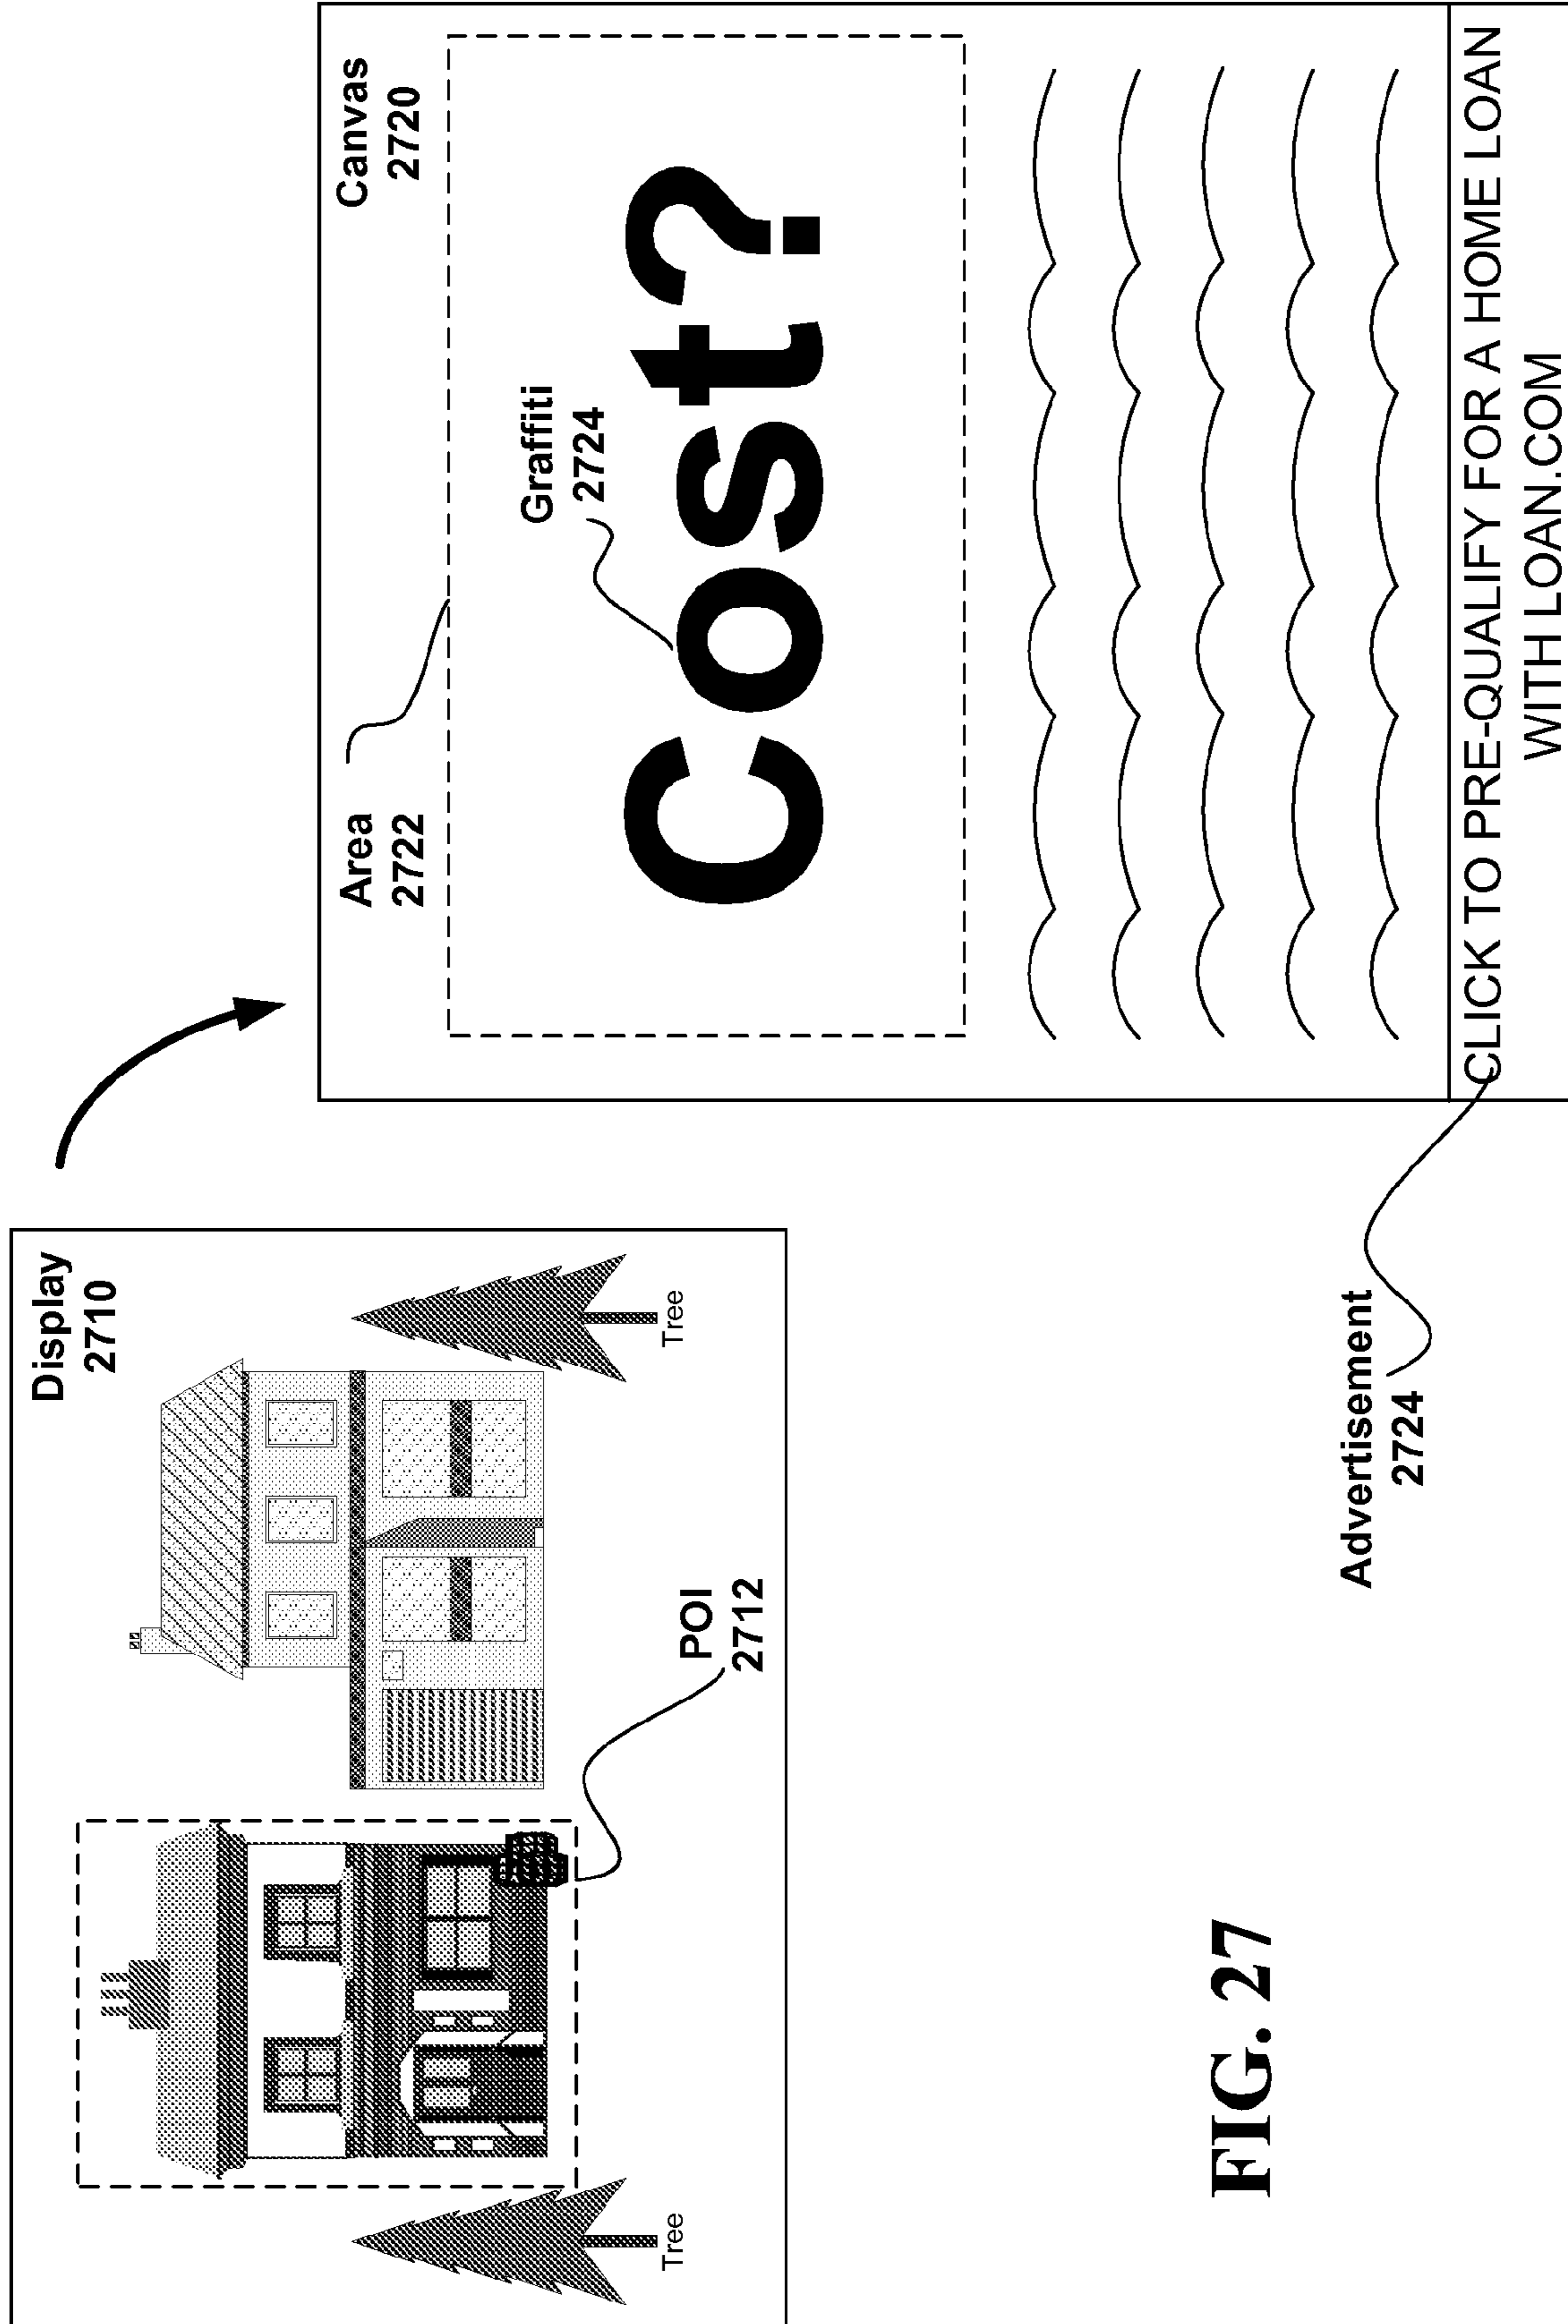 Display
2710
Tree
Tree
POI
2712
Canvas
2720
Area
2722
Graffiti
2724
Cost?
CLICK TO PRE-QUALIFY FOR A HOME LOAN
WITH LOAN.COM
Advertisement
2724
FIG. 27